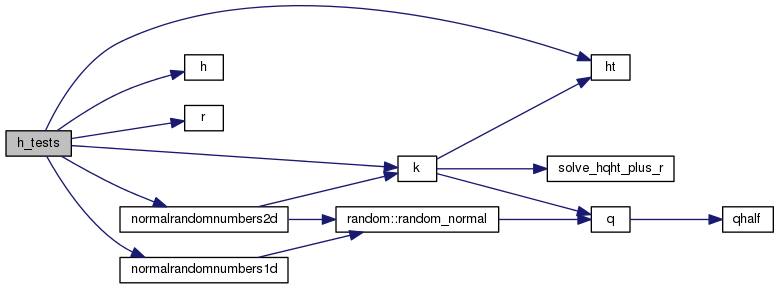 h_tests
h
r
normalrandomnumbers2d
normalrandomnumbers1d
k
random::random_normal
ht
solve_hqht_plus_r
q
qhalf